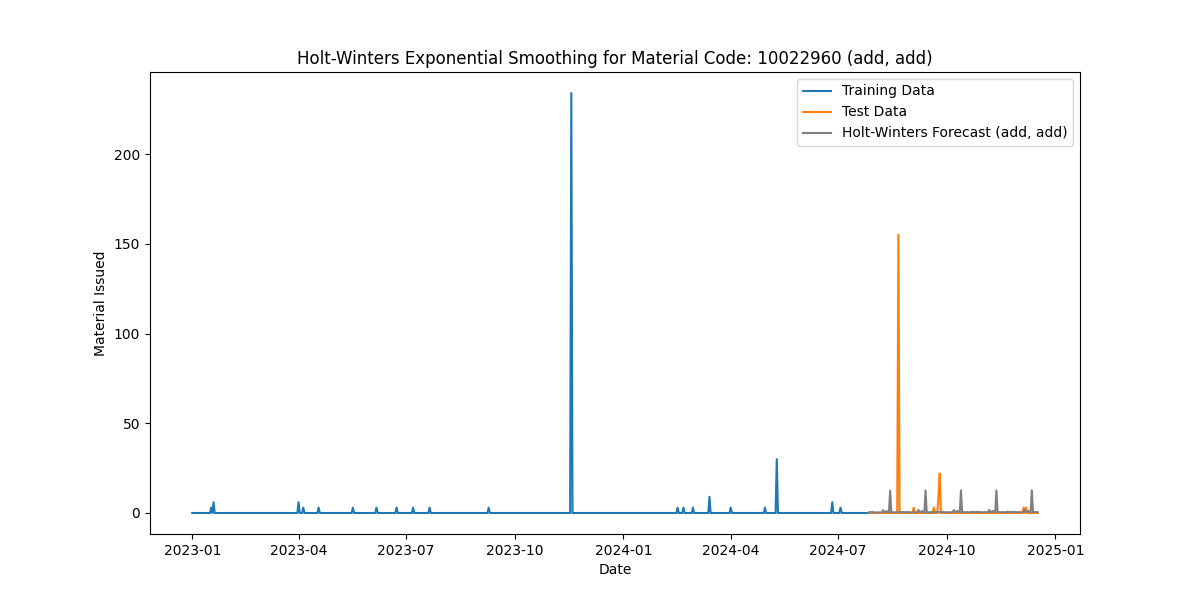 Holt-Winters Exponential Smoothing for Material Code: 10022960 (add, add)
Training Data
Test Data
Holt-Winters Forecast (add, add)
Material Issued
200
150
100
50
0
2023-01 2023-04 2023-07 2023-10 2024-01 2024-04 2024-07 2024-10 2025-01
Date